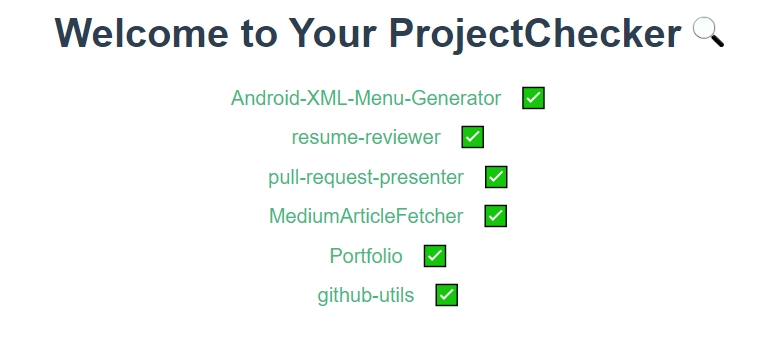 Welcome to Your ProjectChecker 🔍
Android-XML-Menu-Generator ✅
resume-reviewer ✅
pull-request-presenter ✅
MediumArticleFetcher ✅
Portfolio ✅
github-utils ✅